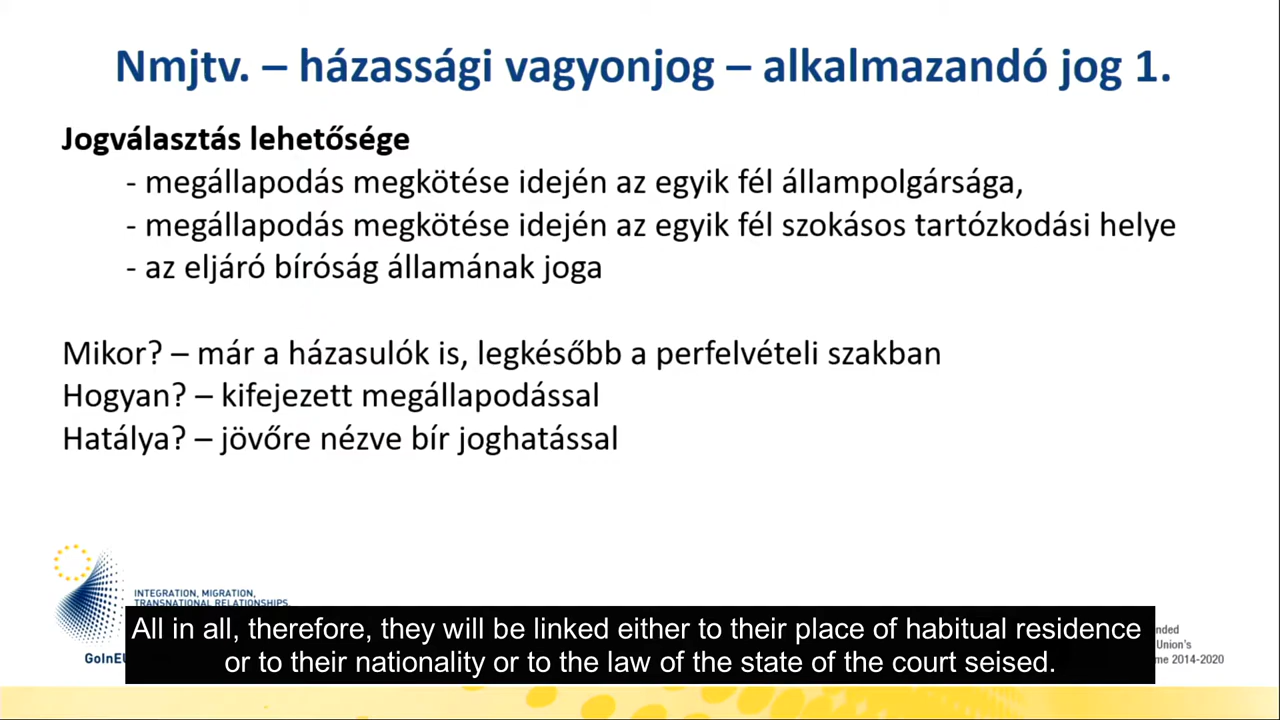 Nmjtv. – házassági vagyonjog – alkalmazandó jog 1.
Jogválasztás lehetősége
- megállapodás megkötése idején az egyik fél állampolgársága,
- megállapodás megkötése idején az egyik fél szokásos tartózkodási helye
- az eljáró bíróság államának joga
Mikor? – már a házasulók is, legkésőbb a perfelvételi szakban
Hogyan? – kifejezett megállapodással
Hatálya? – jövőre nézve bír joghatással
INTEGRATION, MIGRATION,
TRANSNATIONAL RELATIONSHIPS.
All in all, therefore, they will be linked either to their place of habitual residence
or to their nationality or to the law of the state of the court seised.
GoInEU
Union's
2014-2020